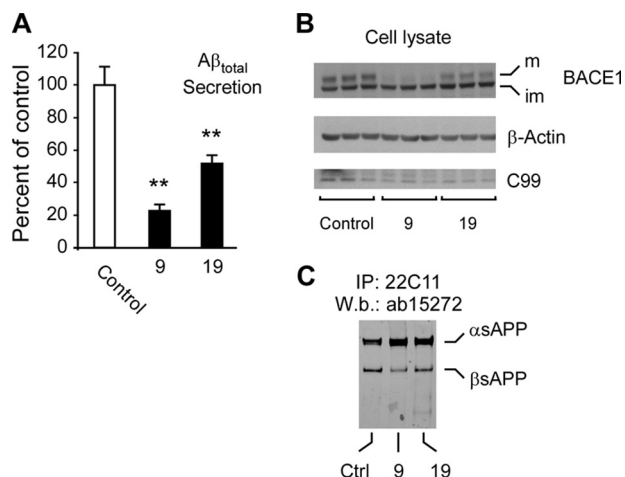 A
Aβtotal
Secretion
Percent of control
120
100
80
60
40
20
0
**
**
Control
9
19
B
Cell lysate
m
BACE1
im
β-Actin
C99
Control
9
19
C
IP: 22C11
W.b.: ab15272
αsAPP
βsAPP
Ctrl
9
19